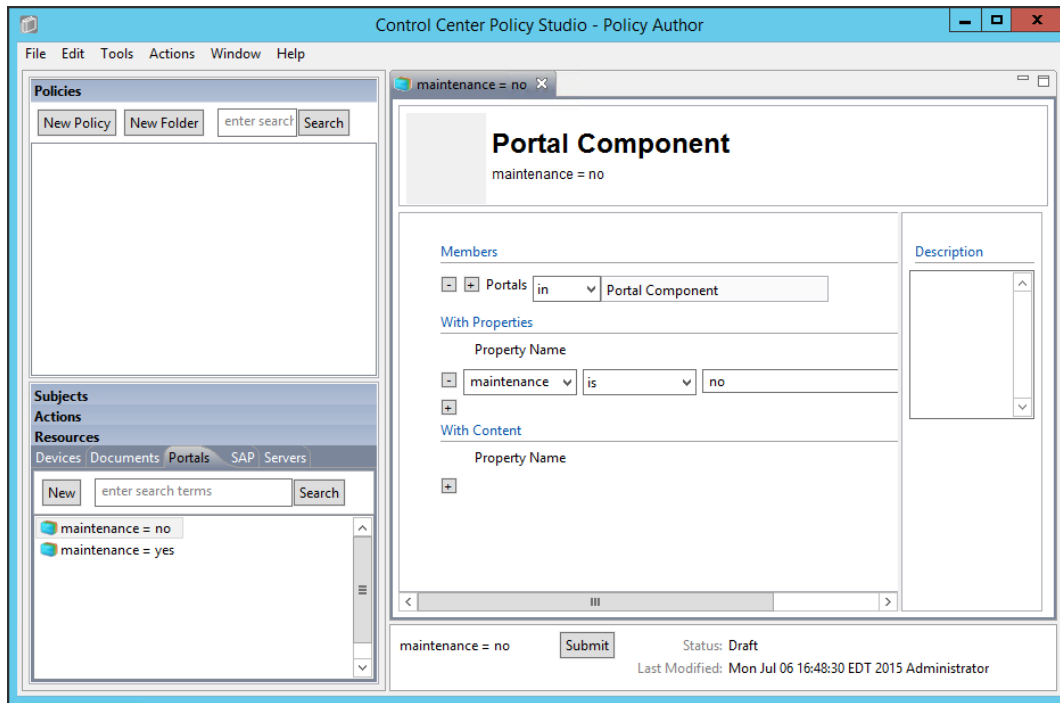 Control Center Policy Studio - Policy Author
File Edit Tools Actions Window Help
Policies
New Policy New Folder enter search Search
Subjects
Actions
Resources
Devices Documents Portals SAP Servers
New enter search terms Search
maintenance = no
maintenance = yes
maintenance = no
Portal Component
maintenance = no
Members
- + Portals in Portal Component
With Properties
Property Name
- maintenance is no
+
With Content
Property Name
+
Description
maintenance = no Submit Status: Draft
Last Modified: Mon Jul 06 16:48:30 EDT 2015 Administrator